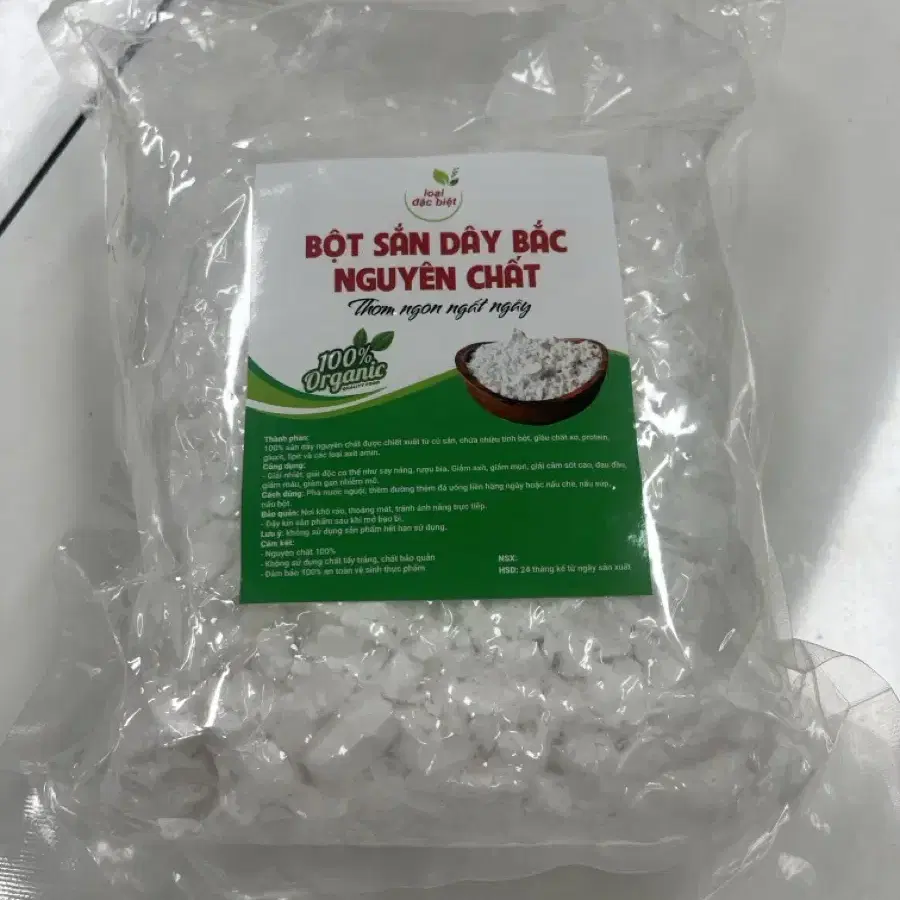 loại
đặc biệt
BỘT SẮN DÂY BẮC
NGUYÊN CHẤT
Thơm ngon ngất ngây
100%
Organic
QUALITY FOOD
Thành phần:
100% sắn dây nguyên chất được chiết xuất từ củ sắn, chứa nhiều tinh bột, giàu chất xơ, protein,
gluxit, lipit và các loại axit amin.
Công dụng:
- Giải nhiệt, giải độc cơ thể như say nắng, rượu bia, Giảm axit, giảm mụn, giải cảm sốt cao, đau đầu,
giảm máu, giảm gan nhiễm mỡ.
Cách dùng: Pha nước nguội, thêm đường thêm đá uống liền hàng ngày hoặc nấu chè, nấu súp,
nấu bột.
Bảo quản: Nơi khô ráo, thoáng mát, tránh ánh nắng trực tiếp.
- Đậy kín sản phẩm sau khi mở bao bì.
Lưu ý: không sử dụng sản phẩm hết hạn sử dụng.
Cam kết:
- Nguyên chất 100%
- Không sử dụng chất tẩy trắng, chất bảo quản
- Đảm bảo 100% an toàn vệ sinh thực phẩm
NSX:
HSD: 24 tháng kể từ ngày sản xuất